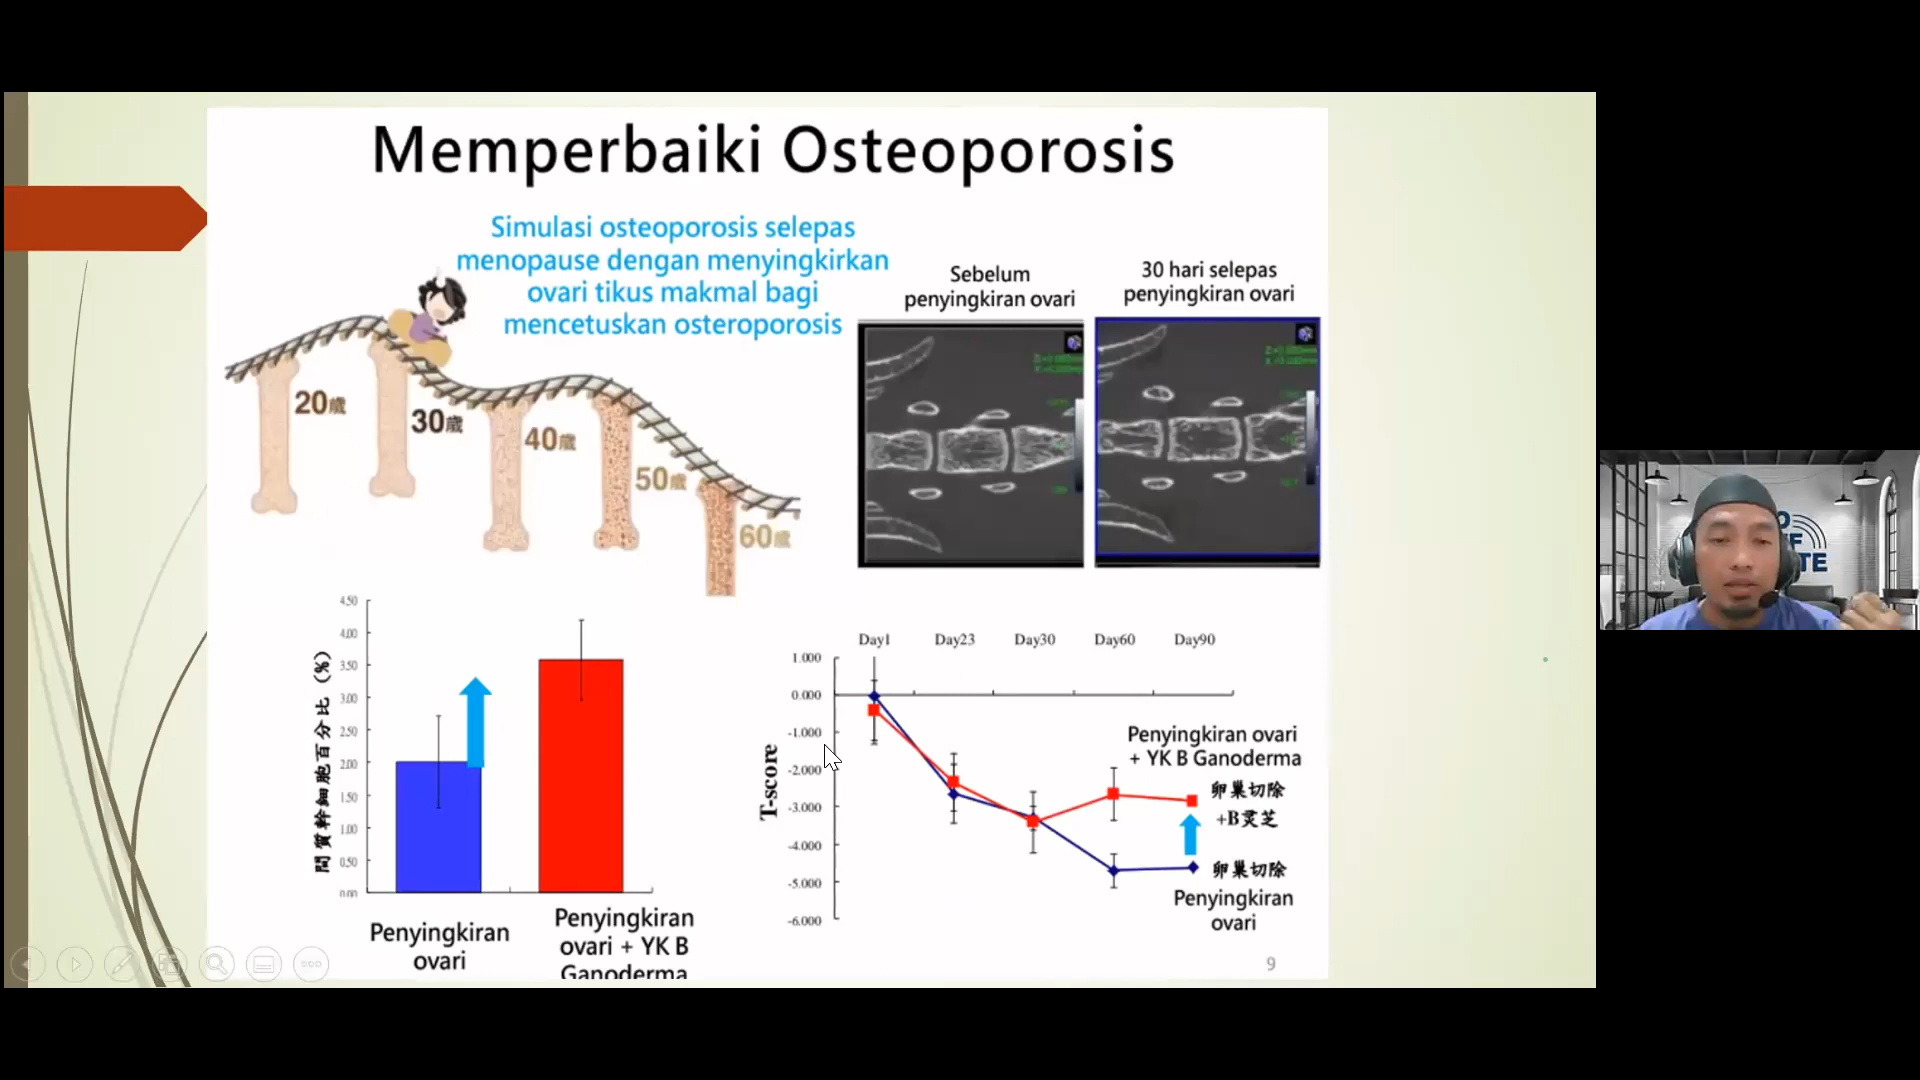 Memperbaiki Osteoporosis
Simulasi osteoporosis selepas
menopause dengan menyingkirkan
ovari tikus makmal bagi
mencetuskan osteroporosis
Sebelum
penyingkiran ovari
30 hari selepas
penyingkiran ovari
20歲
30歲
40歲
50歲
60歲
間質幹細胞百分比 (%)
4.50
4.00
3.50
3.00
2.50
2.00
1.50
1.00
0.50
0.00
Penyingkiran
ovari
Penyingkiran
ovari + YK B
Ganoderma
Day1 Day23 Day30 Day60 Day90
T-score
1.000
0.000
-1.000
-2.000
-3.000
-4.000
-5.000
-6.000
Penyingkiran ovari
+ YK B Ganoderma
卵巢切除
+B灵芝
卵巢切除
Penyingkiran
ovari
9